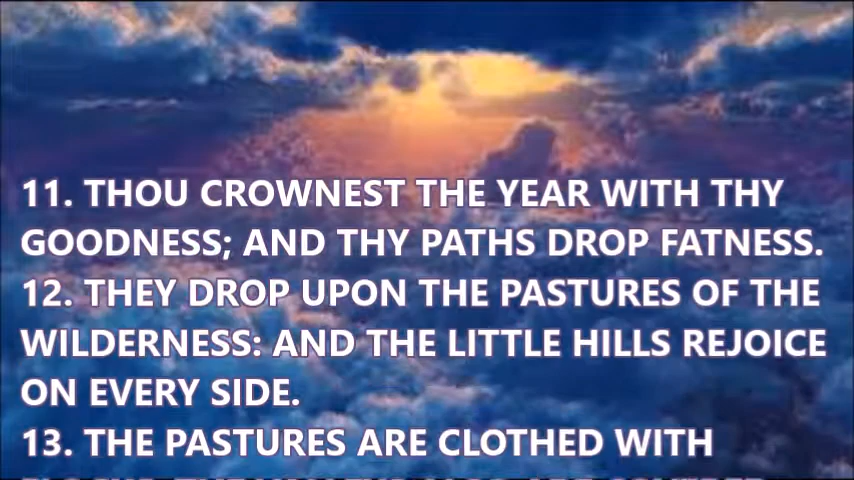 11. THOU CROWNEST THE YEAR WITH THY
GOODNESS; AND THY PATHS DROP FATNESS.
12. THEY DROP UPON THE PASTURES OF THE
WILDERNESS: AND THE LITTLE HILLS REJOICE
ON EVERY SIDE.
13. THE PASTURES ARE CLOTHED WITH